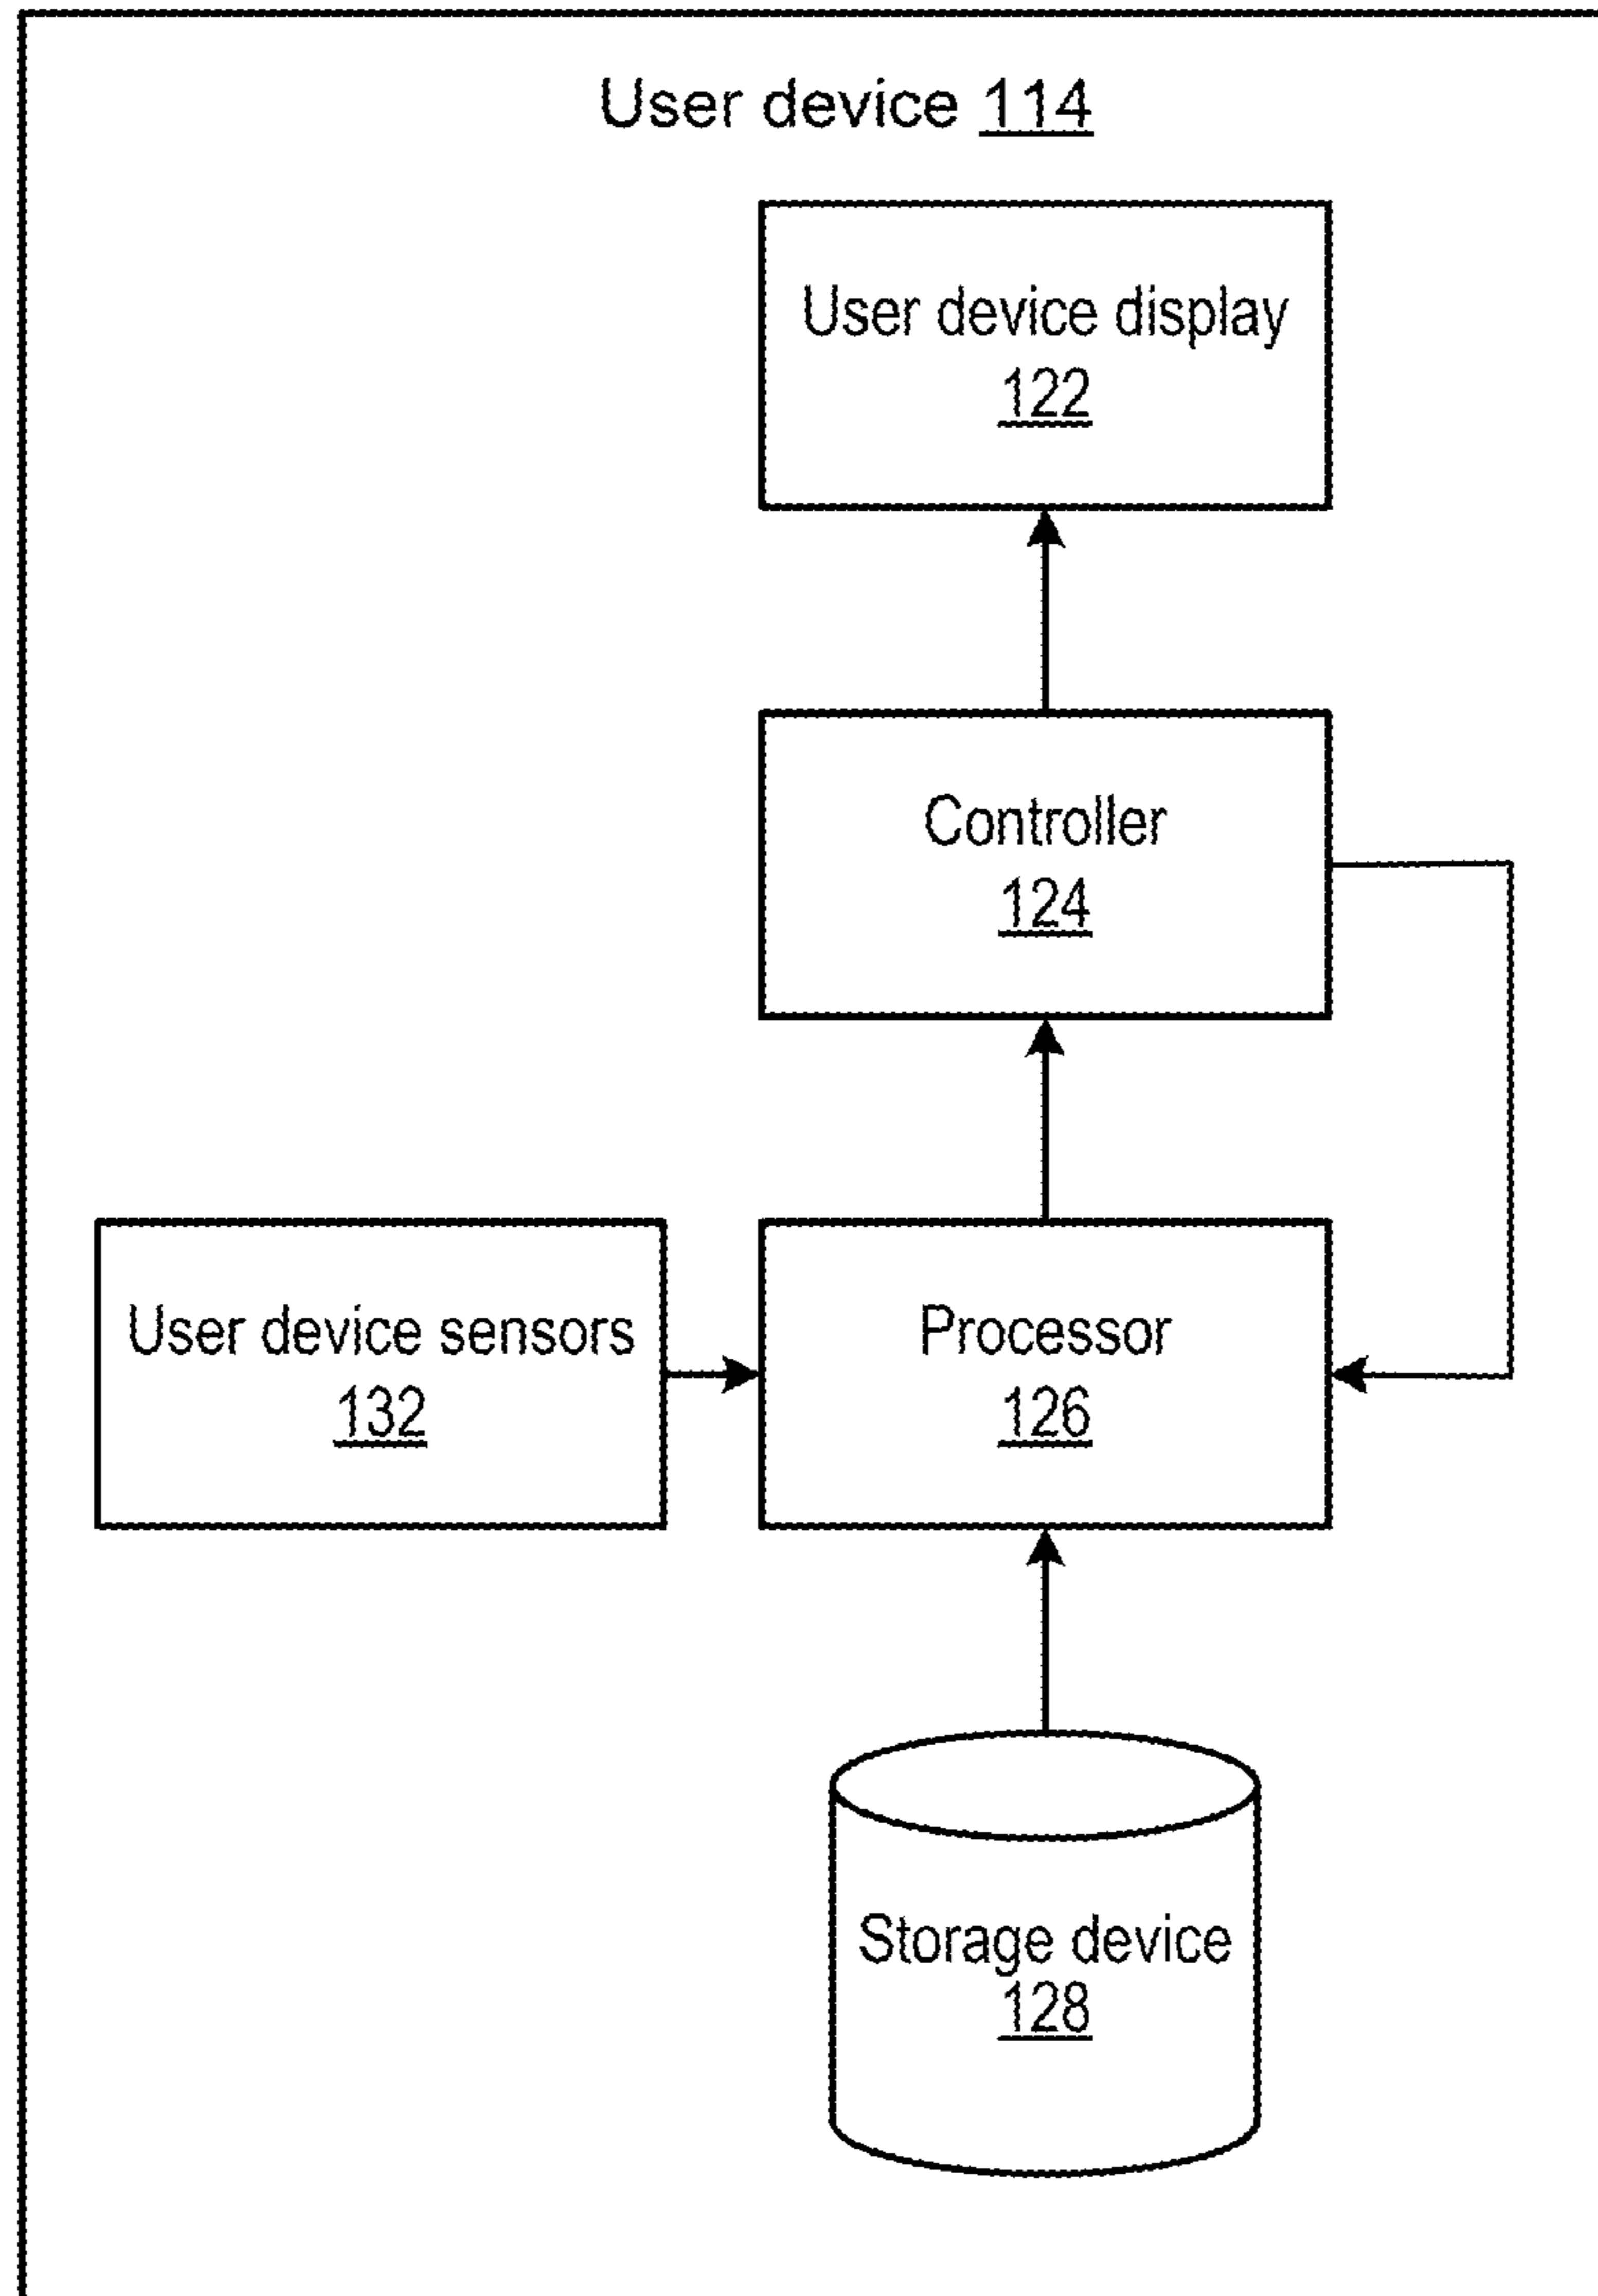 User device 114
User device display
122
Controller
124
User device sensors
132
Processor
126
Storage device
128